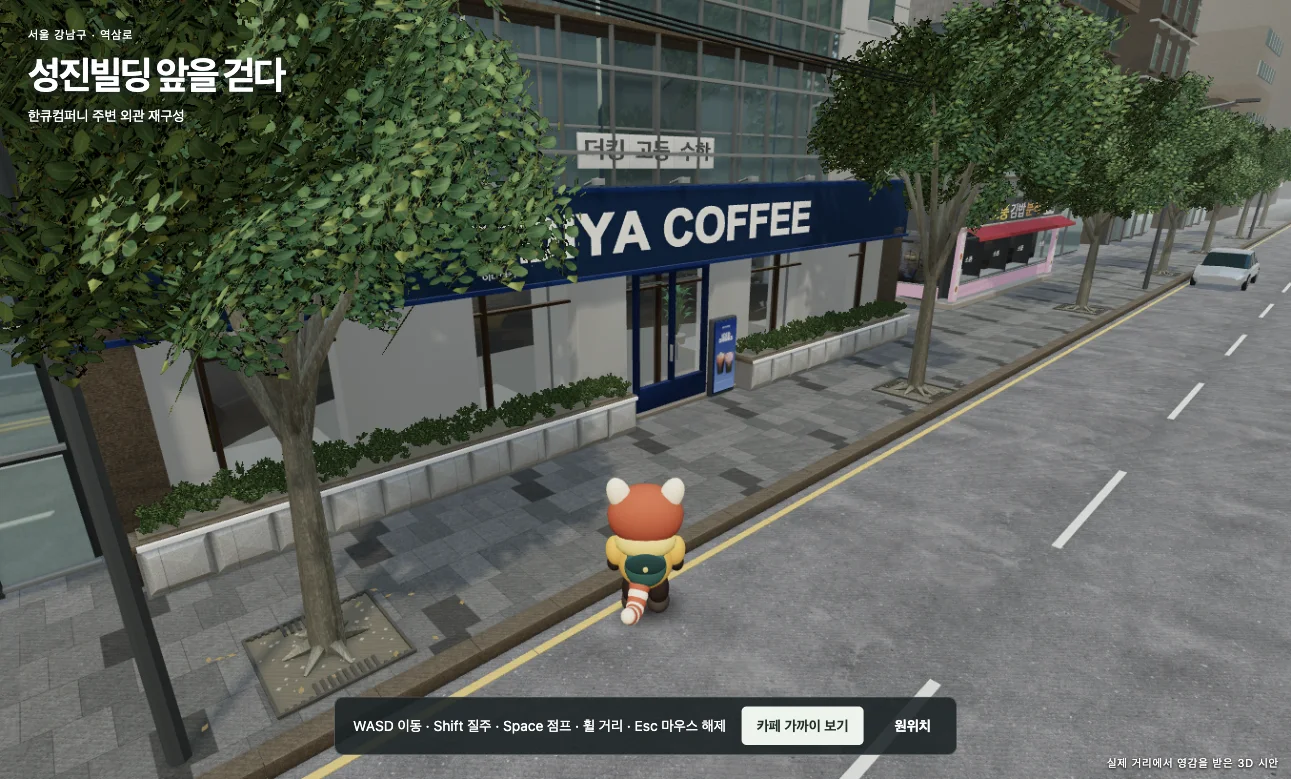 서울 강남구 · 역삼로
성진빌딩 앞을 걷다
한큐컴퍼니 주변 외관 재구성
더킹 고등 수학
YA COFFEE
김밥
WASD 이동 · Shift 질주 · Space 점프 · 휠 거리 · Esc 마우스 해제
카페 가까이 보기
원위치
실제 거리에서 영감을 받은 3D 시안